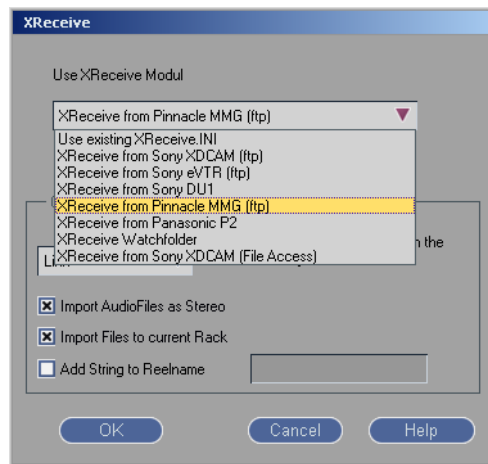 XReceive
Use XReceive Modul
XReceive from Pinnacle MMG (ftp)
Use existing XReceive.INI
XReceive from Sony XDCAM (ftp)
XReceive from Sony eVTR (ftp)
XReceive from Sony DU1
XReceive from Pinnacle MMG (ftp)
XReceive from Panasonic P2
XReceive Watchfolder
XReceive from Sony XDCAM (File Access)
the
Import AudioFiles as Stereo
Import Files to current Rack
Add String to Reelname
OK
Cancel
Help